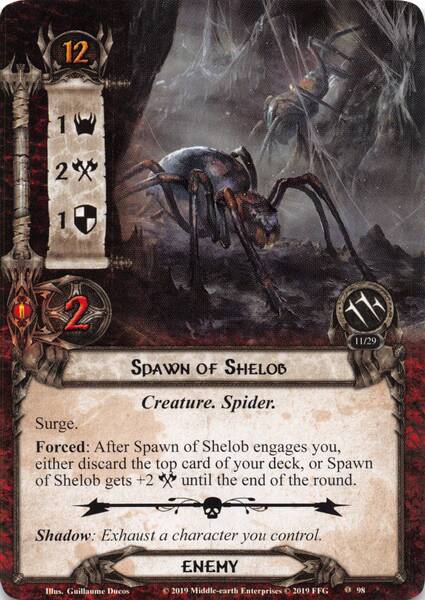 12
1
2
1
2
11/29
Spawn of Shelob
Creature. Spider.
Surge.
Forced: After Spawn of Shelob engages you,
either discard the top card of your deck, or Spawn
of Shelob gets +2 until the end of the round.
Shadow: Exhaust a character you control.
ENEMY
Illus. Guillaume Ducos © 2019 Middle-earth Enterprises © 2019 FFG 98